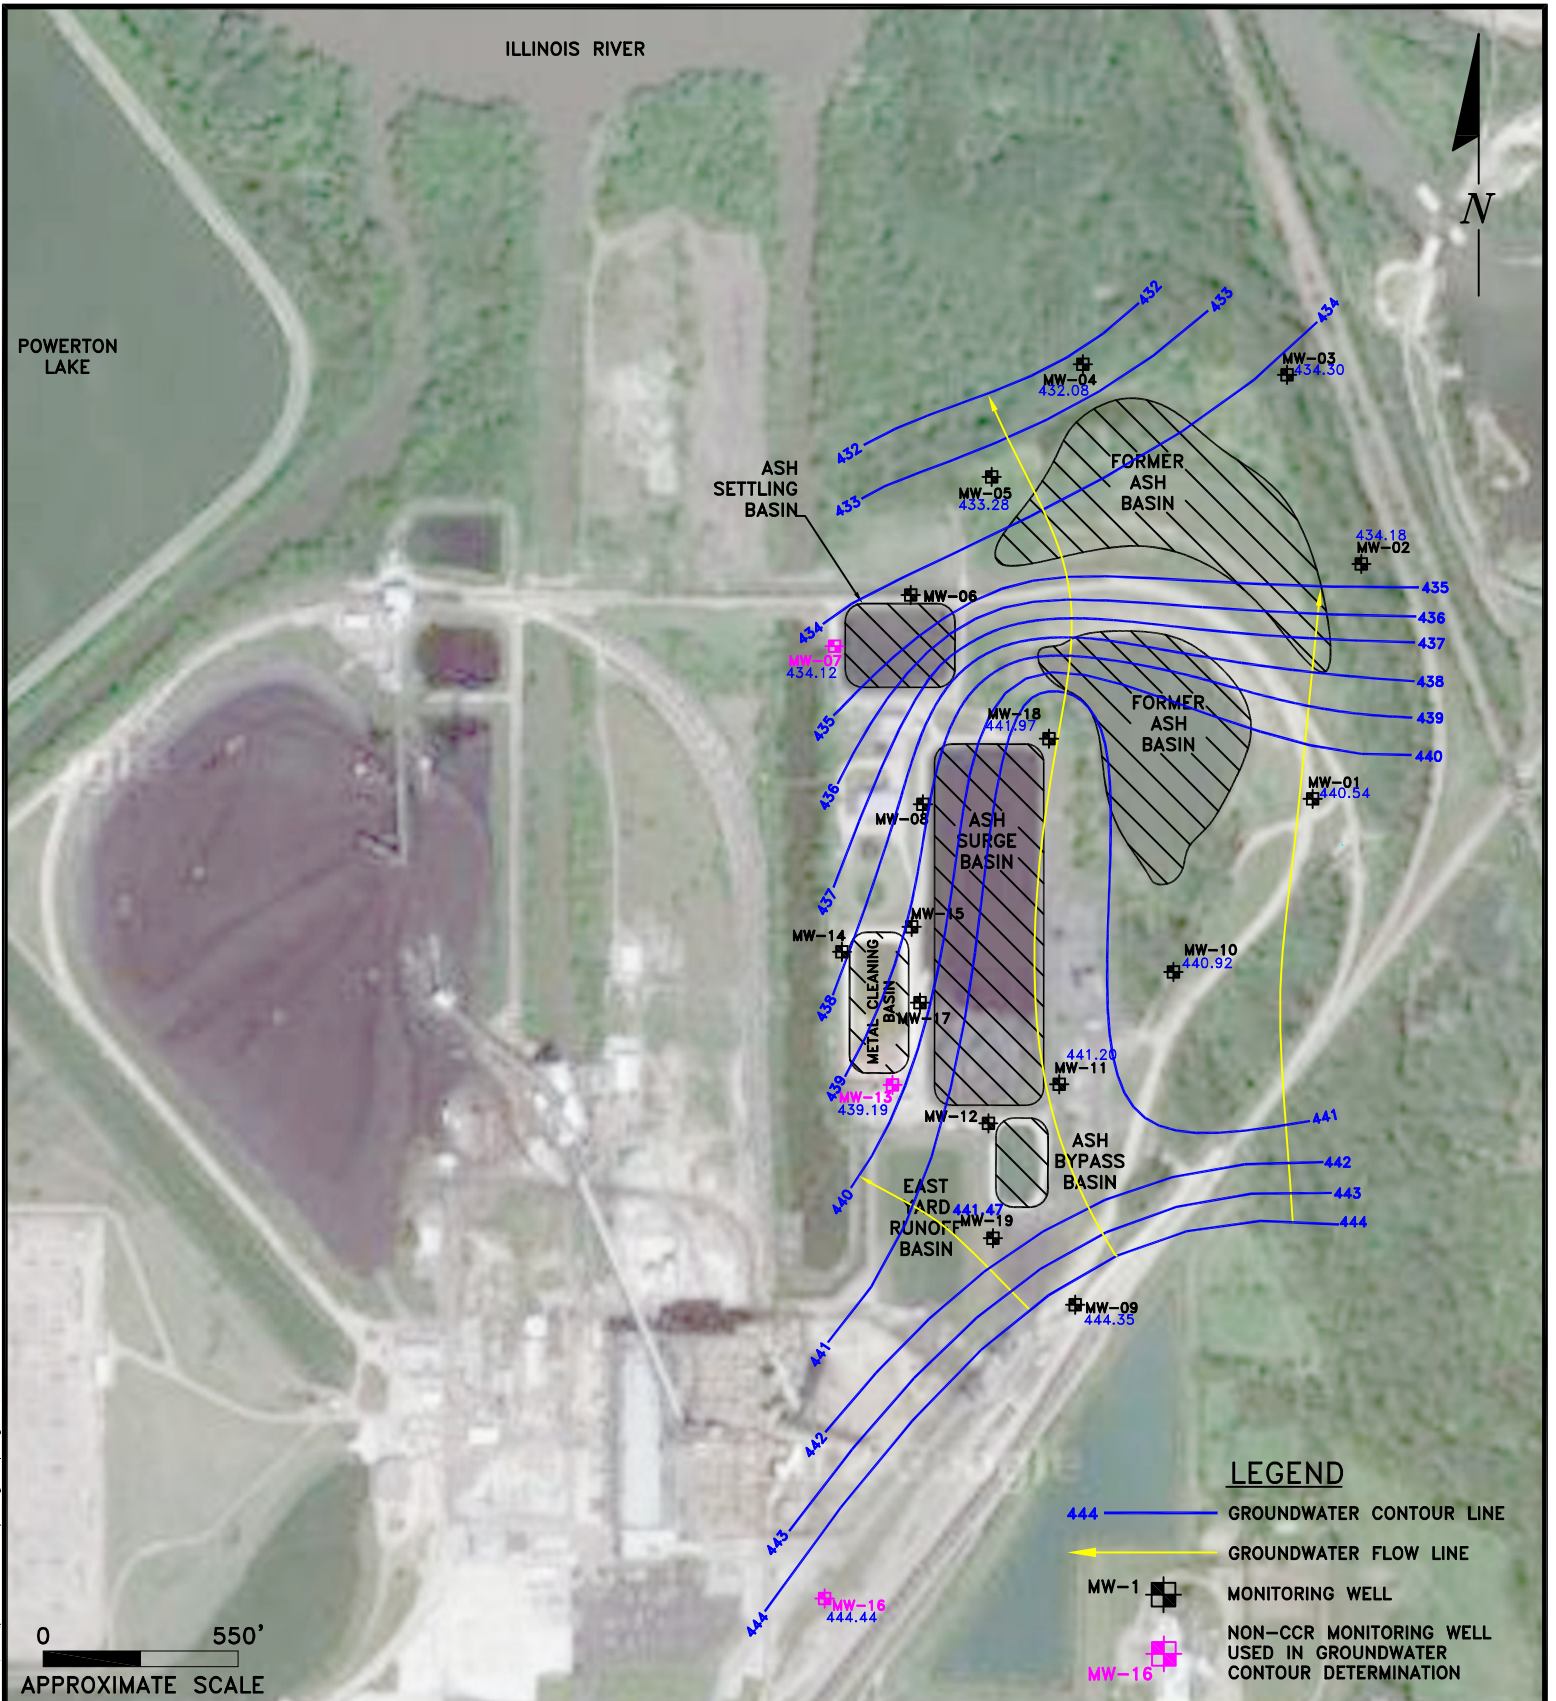 ILLINOIS RIVER
N
POWERTON
LAKE
432
433
434
MW-03
434.30
MW-04
432.08
432
433
ASH
SETTLING
BASIN
FORMER
ASH
BASIN
MW-05
433.28
434.18
MW-02
435
436
437
438
439
440
MW-06
434
MW-07
434.12
435
436
437
438
439
440
441
442
443
444
FORMER
ASH
BASIN
MW-18
441.97
MW-01
440.54
MW-08
ASH
SURGE
BASIN
MW-15
MW-14
METAL CLEANING
BASIN
MW-17
MW-10
440.92
441.20
MW-11
MW-13
439.19
MW-12
ASH
BYPASS
BASIN
441
442
443
444
EAST
YARD
RUNOFF
BASIN
441.47
MW-19
MW-09
444.35
MW-16
444.44
LEGEND
444
GROUNDWATER CONTOUR LINE
GROUNDWATER FLOW LINE
MW-1
MONITORING WELL
MW-16
NON-CCR MONITORING WELL
USED IN GROUNDWATER
CONTOUR DETERMINATION
0 550'
APPROXIMATE SCALE